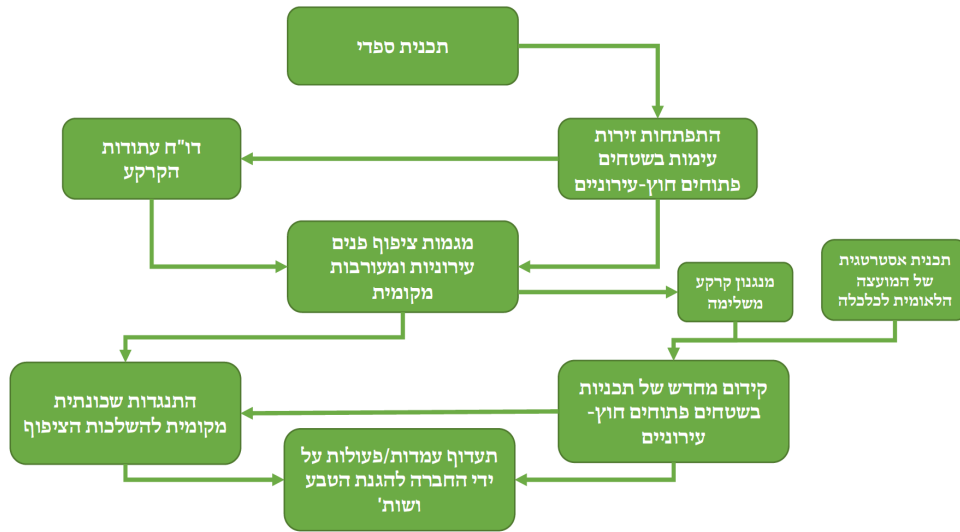 תכנית ספדי
התפתחות זירות
עימות בשטחים
פתוחים חוץ-עירוניים
דו"ח עתודות
הקרקע
מגמות ציפוף פנים
עירוניות ומעורבות
מקומית
תכנית אסטרטגית
של המועצה
הלאומית לכלכלה
מנגנון קרקע
משלימה
קידום מחדש של תכניות
בשטחים פתוחים חוץ-
עירוניים
התנגדות שכונתית
מקומית להשלכות הציפוף
תעדוף עמדות/פעולות על
ידי החברה להגנת הטבע
ושות'